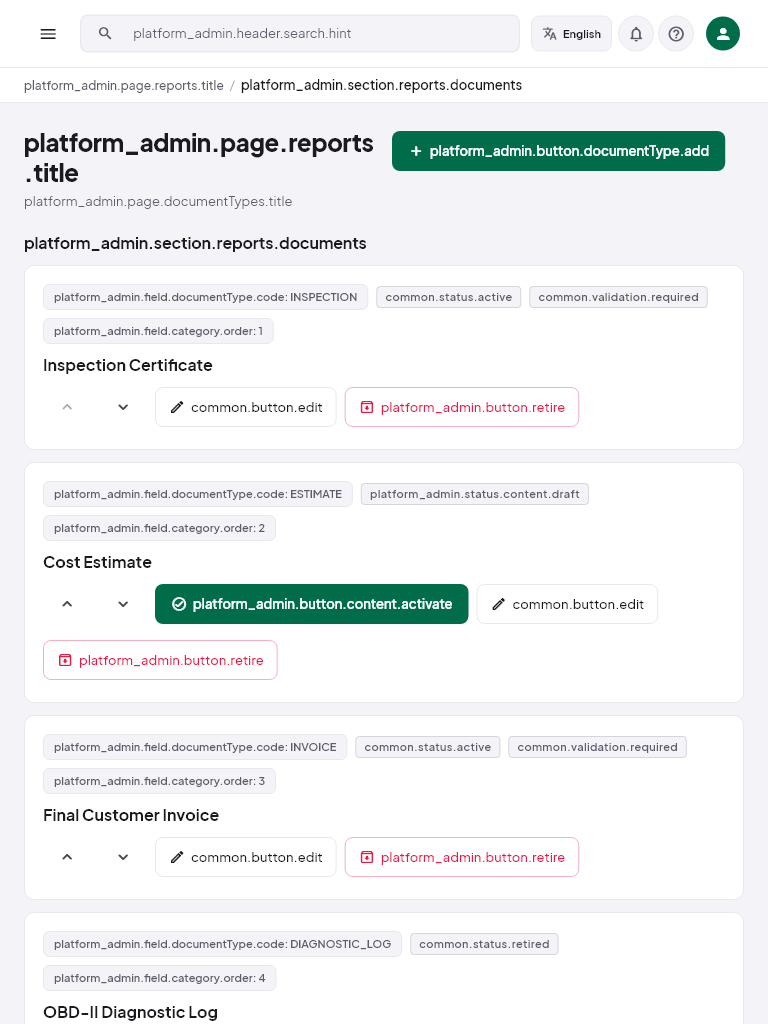 platform_admin.header.search.hint
English
platform_admin.page.reports.title / platform_admin.section.reports.documents
platform_admin.page.reports
.title
platform_admin.button.documentType.add
platform_admin.page.documentTypes.title
platform_admin.section.reports.documents
platform_admin.field.documentType.code: INSPECTION common.status.active common.validation.required
platform_admin.field.category.order: 1
Inspection Certificate
common.button.edit platform_admin.button.retire
platform_admin.field.documentType.code: ESTIMATE platform_admin.status.content.draft
platform_admin.field.category.order: 2
Cost Estimate
platform_admin.button.content.activate common.button.edit
platform_admin.button.retire
platform_admin.field.documentType.code: INVOICE common.status.active common.validation.required
platform_admin.field.category.order: 3
Final Customer Invoice
common.button.edit platform_admin.button.retire
platform_admin.field.documentType.code: DIAGNOSTIC_LOG common.status.retired
platform_admin.field.category.order: 4
OBD-II Diagnostic Log